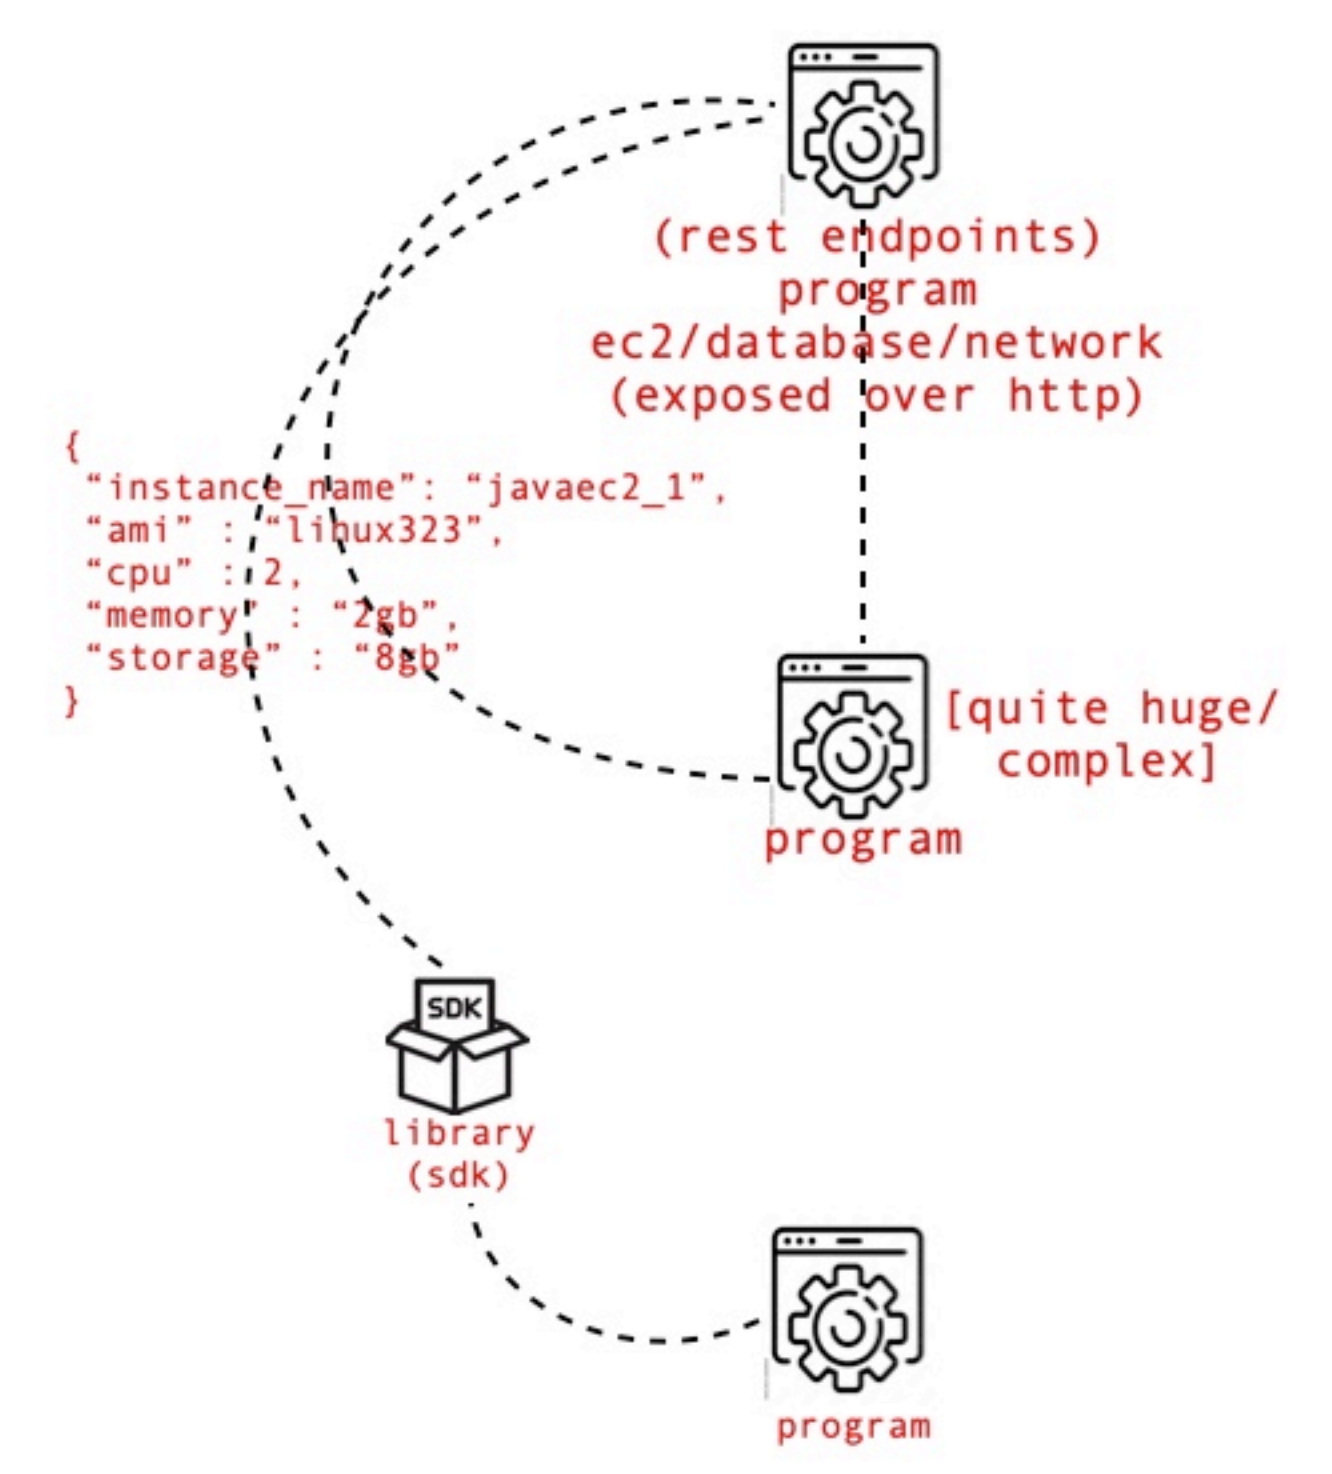 (rest endpoints)
program
ec2/database/network
(exposed over http)
{
“instance_name”: “javaec2_1”,
“ami” : “linux323”,
“cpu” : 2,
“memory” : “2gb”,
“storage” : “8gb”
}
[quite huge/
complex]
program
SDK
library
(sdk)
program